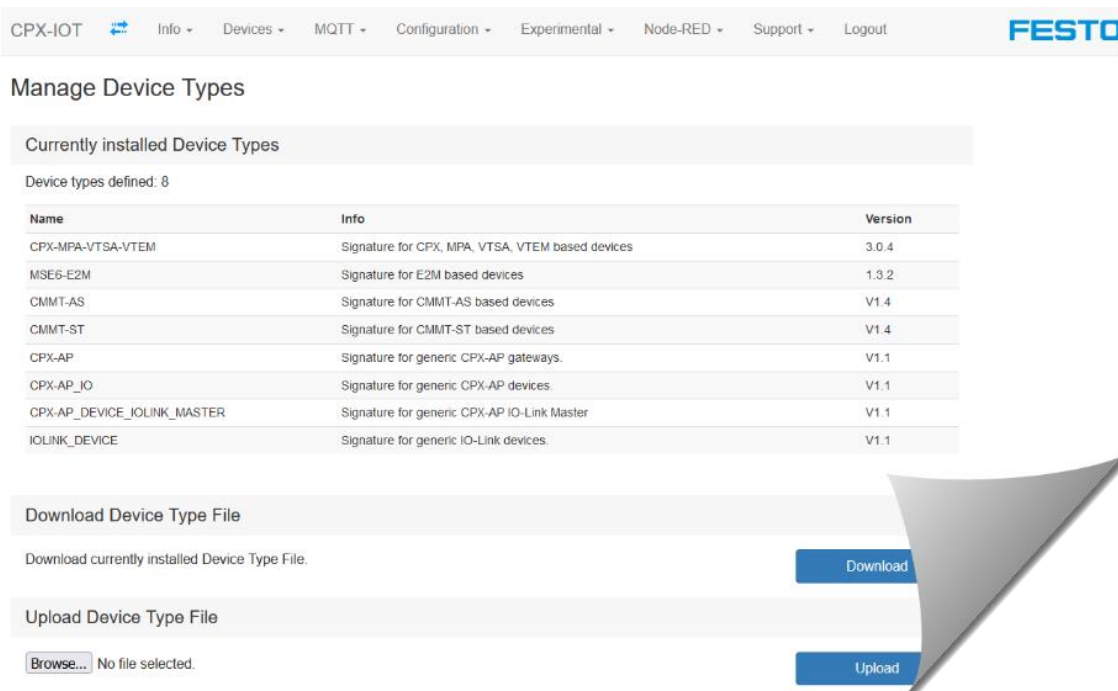 CPX-IOT Info Devices MQTT Configuration Experimental Node-RED Support Logout FESTO
Manage Device Types
Currently installed Device Types
Device types defined: 8
Name Info Version
CPX-MPA-VTSA-VTEM Signature for CPX, MPA, VTSA, VTEM based devices 3.0.4
MSE6-E2M Signature for E2M based devices 1.3.2
CMMT-AS Signature for CMMT-AS based devices V1.4
CMMT-ST Signature for CMMT-ST based devices V1.4
CPX-AP Signature for generic CPX-AP gateways. V1.1
CPX-AP_IO Signature for generic CPX-AP devices. V1.1
CPX-AP_DEVICE_IOLINK_MASTER Signature for generic CPX-AP IO-Link Master V1.1
IOLINK_DEVICE Signature for generic IO-Link devices. V1.1
Download Device Type File
Download currently installed Device Type File. Download
Upload Device Type File
Browse... No file selected. Upload